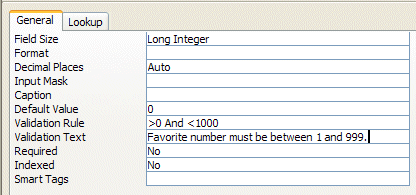 General Lookup
Field Size Long Integer
Format
Decimal Places Auto
Input Mask
Caption
Default Value 0
Validation Rule >0 And <1000
Validation Text Favorite number must be between 1 and 999.
Required No
Indexed No
Smart Tags